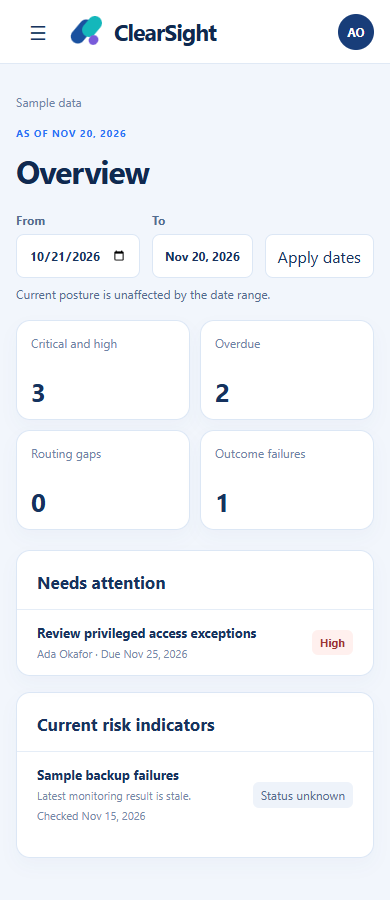 ClearSight
AO
Sample data
AS OF NOV 20, 2026
Overview
From
To
10/21/2026
Nov 20, 2026
Apply dates
Current posture is unaffected by the date range.
Critical and high
3
Overdue
2
Routing gaps
0
Outcome failures
1
Needs attention
Review privileged access exceptions
Ada Okafor · Due Nov 25, 2026
High
Current risk indicators
Sample backup failures
Latest monitoring result is stale.
Checked Nov 15, 2026
Status unknown